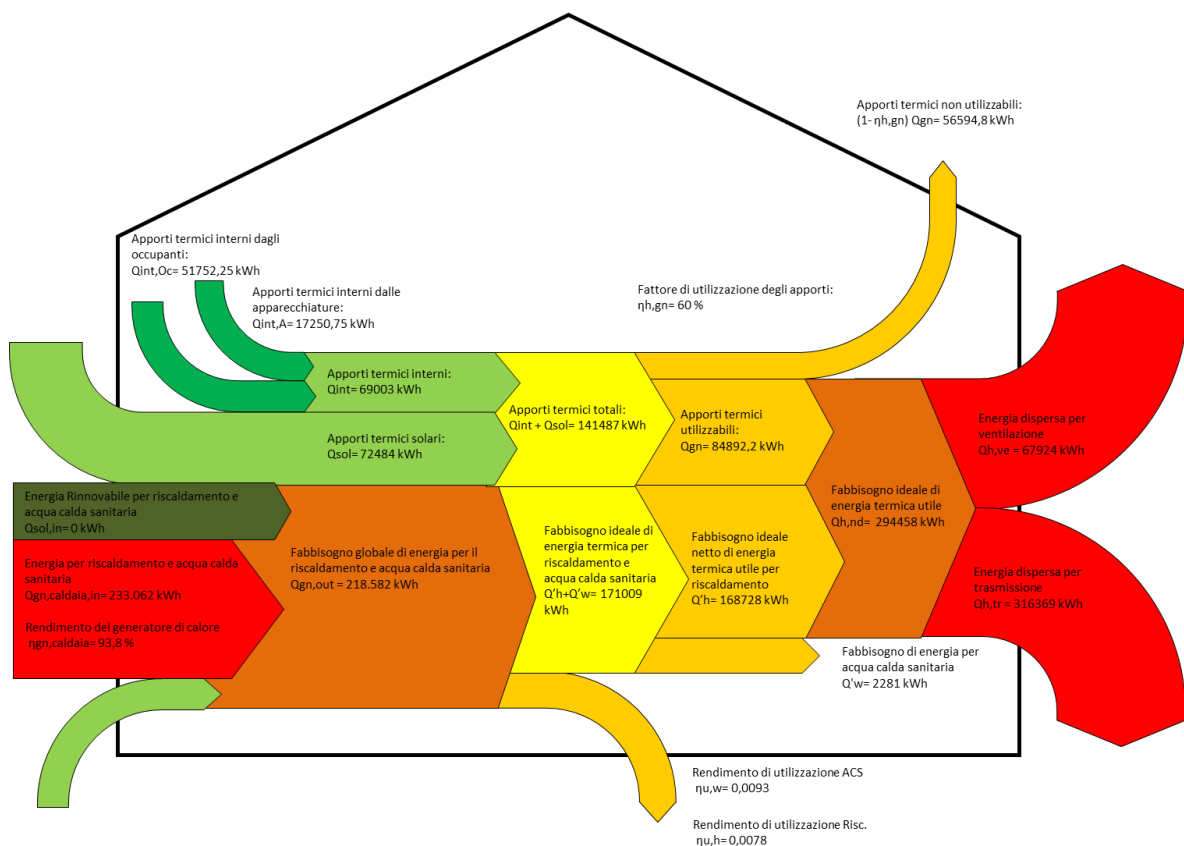 Apporti termici non utilizzabili:
(1- ηh,gn) Qgn= 56594,8 kWh
Apporti termici interni dagli
occupanti:
Qint,Oc= 51752,25 kWh
Apporti termici interni dalle
apparecchiature:
Qint,A= 17250,75 kWh
Fattore di utilizzazione degli apporti:
ηh,gn= 60 %
Apporti termici interni:
Qint= 69003 kWh
Apporti termici solari:
Qsol= 72484 kWh
Apporti termici totali:
Qint + Qsol= 141487 kWh
Apporti termici
utilizzabili:
Qgn= 84892,2 kWh
Energia dispersa per
ventilazione
Qh,ve = 67924 kWh
Fabbisogno ideale di
energia termica utile
Qh,nd= 294458 kWh
Energia Rinnovabile per riscaldamento e
acqua calda sanitaria
Qsol,in= 0 kWh
Energia per riscaldamento e acqua calda
sanitaria
Qgn,caldaia,in= 233.062 kWh
Rendimento del generatore di calore
ηgn,caldaia= 93,8 %
Fabbisogno globale di energia per il
riscaldamento e acqua calda sanitaria
Qgn,out = 218.582 kWh
Fabbisogno ideale di
energia termica per
riscaldamento e
acqua calda sanitaria
Q’h+Q’w= 171009
kWh
Fabbisogno ideale
netto di energia
termica utile per
riscaldamento
Q’h= 168728 kWh
Energia dispersa per
trasmissione
Qh,tr = 316369 kWh
Fabbisogno di energia per
acqua calda sanitaria
Q'w= 2281 kWh
Rendimento di utilizzazione ACS
ηu,w= 0,0093
Rendimento di utilizzazione Risc.
ηu,h= 0,0078